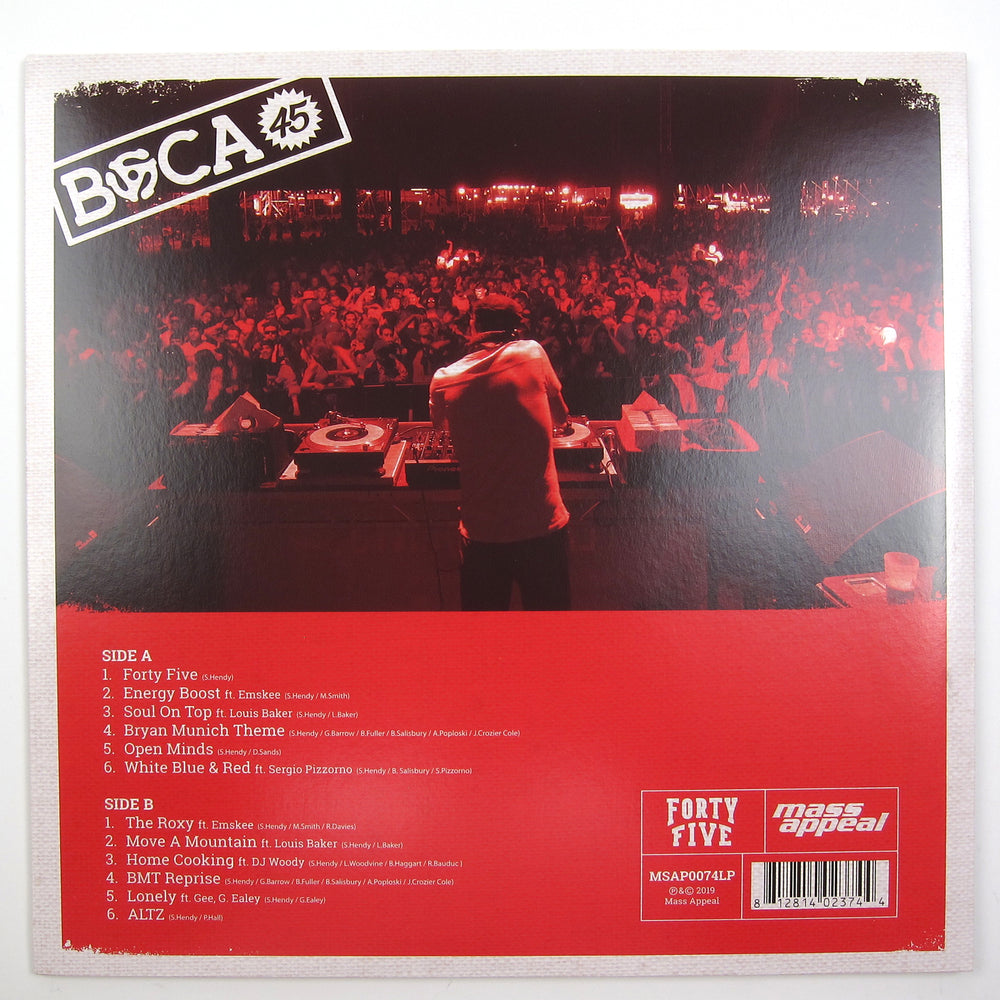 BOCA 45
Pioneer
SIDE A
1. Forty Five (S.Hendy)
2. Energy Boost ft. Emskee (S.Hendy / M.Smith)
3. Soul On Top ft. Louis Baker (S.Hendy / L.Baker)
4. Bryan Munich Theme (S.Hendy / G.Barrow / B.Fuller / B.Salisbury / A.Poploski / J.Crozier Cole)
5. Open Minds (S.Hendy / D.Sands)
6. White Blue & Red ft. Sergio Pizzorno (S.Hendy / B. Salisbury / S.Pizzorno)
SIDE B
1. The Roxy ft. Emskee (S.Hendy / M.Smith / R.Davies)
2. Move A Mountain ft. Louis Baker (S.Hendy / L.Baker)
3. Home Cooking ft. DJ Woody (S.Hendy / L.Woodvine / B.Haggart / R.Bauduc )
4. BMT Reprise (S.Hendy / G.Barrow / B.Fuller / B.Salisbury / A.Poploski / J.Crozier Cole)
5. Lonely ft. Gee, G. Ealey (S.Hendy / G.Ealey)
6. ALTZ (S.Hendy / P.Hall)
FORTY
FIVE
mass
appeal
MSAP0074LP
℗&© 2019
Mass Appeal
8 12814 02374 4